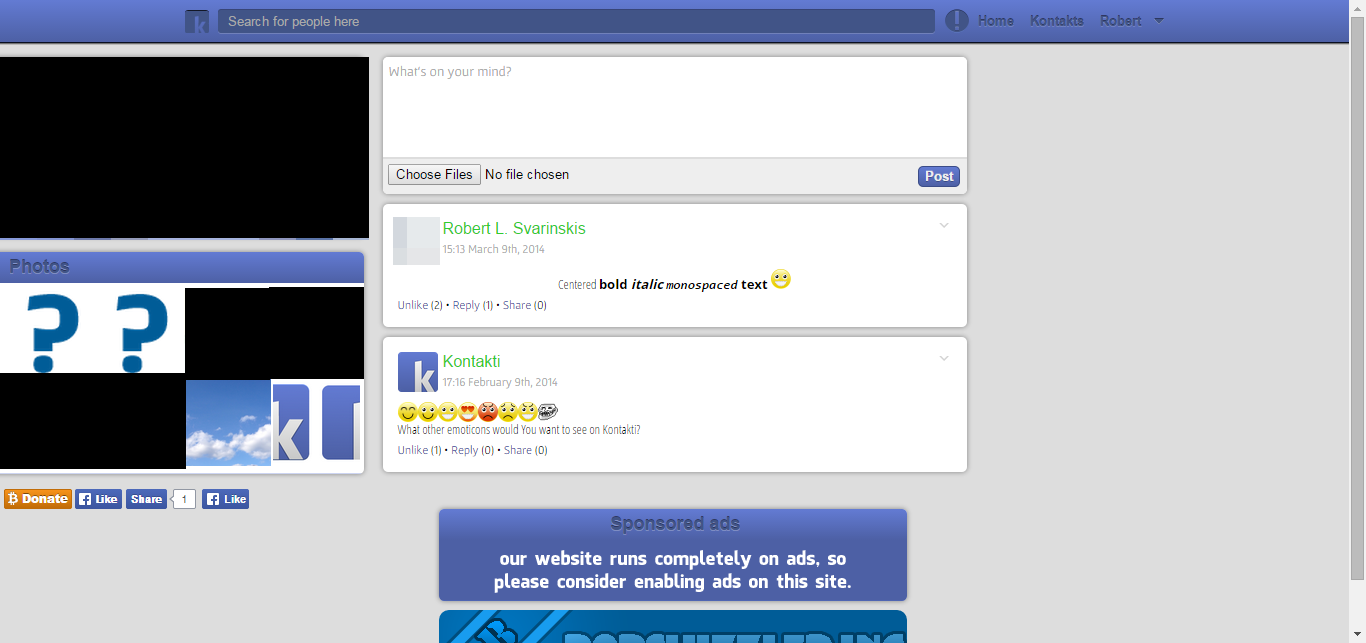 k
Search for people here
! Home Kontakts Robert
What's on your mind?
Choose Files No file chosen
Post
Robert L. Svarinskis
15:13 March 9th, 2014
Centered bold italic monospaced text
Unlike (2) • Reply (1) • Share (0)
k Kontakti
17:16 February 9th, 2014
What other emoticons would You want to see on Kontakti?
Unlike (1) • Reply (0) • Share (0)
Photos
? ?
k
Donate Like Share 1 Like
Sponsored ads
our website runs completely on ads, so
please consider enabling ads on this site.